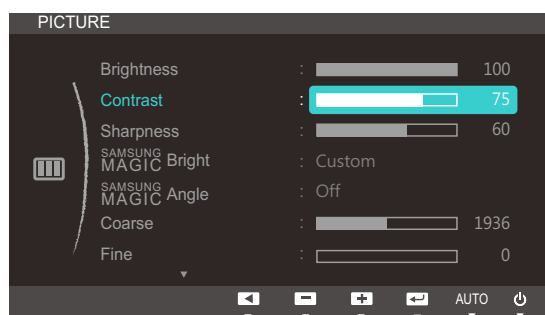 PICTURE
Brightness : 100
Contrast : 75
Sharpness : 60
SAMSUNG MAGIC Bright : Custom
SAMSUNG MAGIC Angle : Off
Coarse : 1936
Fine : 0
AUTO